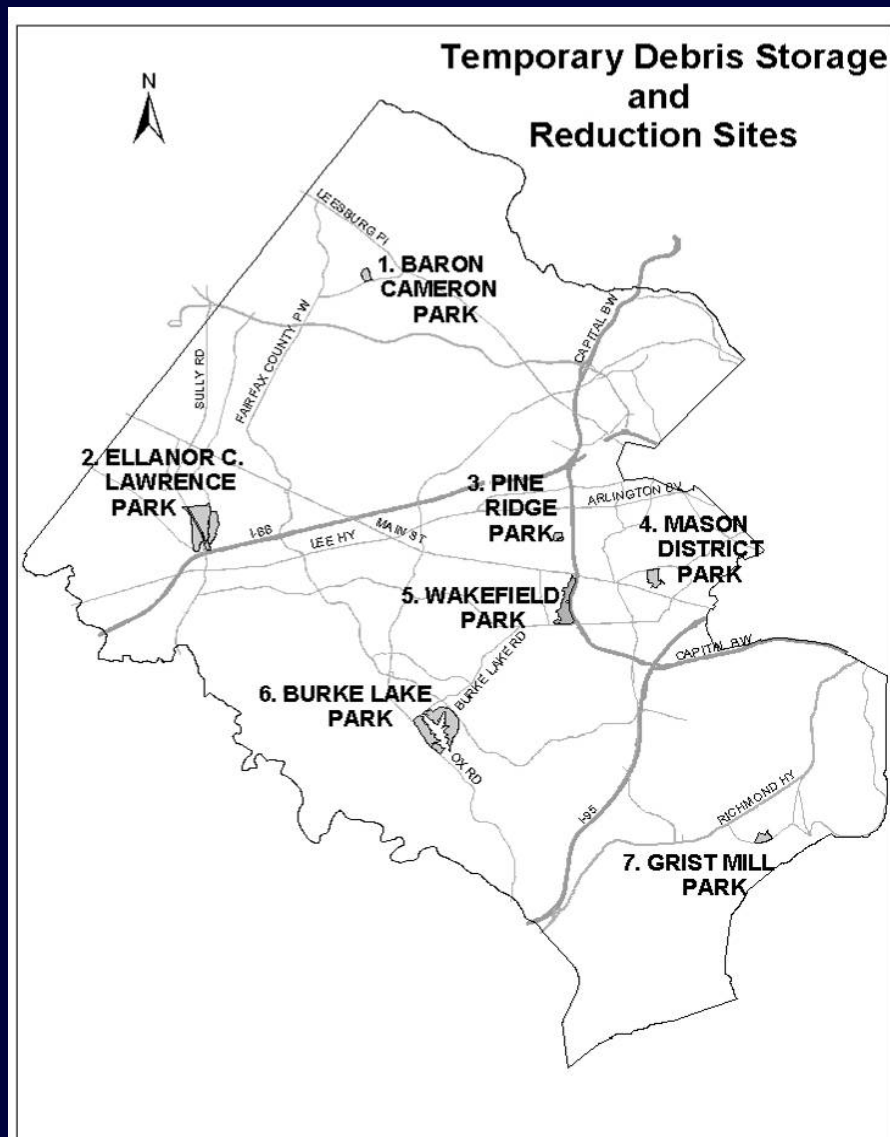 Temporary Debris Storage
and
Reduction Sites
N
LEESBURG PI
1. BARON
CAMERON
PARK
CAPITAL BW
FAIRFAX COUNTY PW
SULLY RD
2. ELLANOR C.
LAWRENCE
PARK
3. PINE
RIDGE
PARK
ARLINGTON BV
4. MASON
DISTRICT
PARK
I-66
LEE HY
MAIN ST
5. WAKEFIELD
PARK
BURKE LAKE RD
CAPITAL BW
6. BURKE LAKE
PARK
OX RD
I-95
RICHMOND HY
7. GRIST MILL
PARK